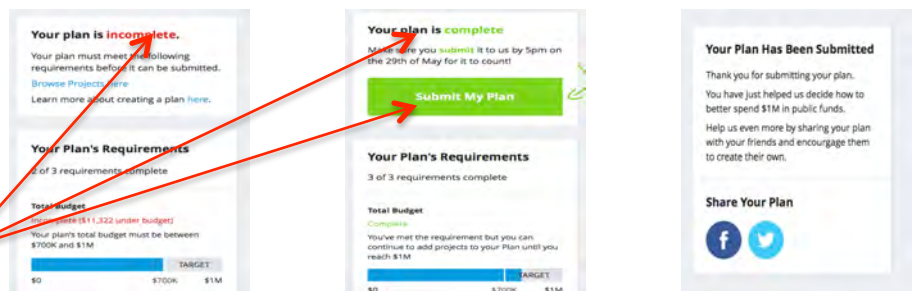 Your plan is incomplete.
Your plan must meet the following
requirements before it can be submitted.
Browse Projects here
Learn more about creating a plan here.
Your Plan's Requirements
2 of 3 requirements complete
Total Budget
Incomplete ($11,322 under budget)
Your plan's total budget must be between
$700K and $1M
TARGET
$0 $700K $1M
Your plan is complete
Make sure you submit it to us by 5pm on
the 29th of May for it to count!
Submit My Plan
Your Plan's Requirements
3 of 3 requirements complete
Total Budget
Complete
You've met the requirement but you can
continue to add projects to your Plan until you
reach $1M
TARGET
$0 $700K $1M
Your Plan Has Been Submitted
Thank you for submitting your plan.
You have just helped us decide how to
better spend $1M in public funds.
Help us even more by sharing your plan
with your friends and encourgage them
to create their own.
Share Your Plan